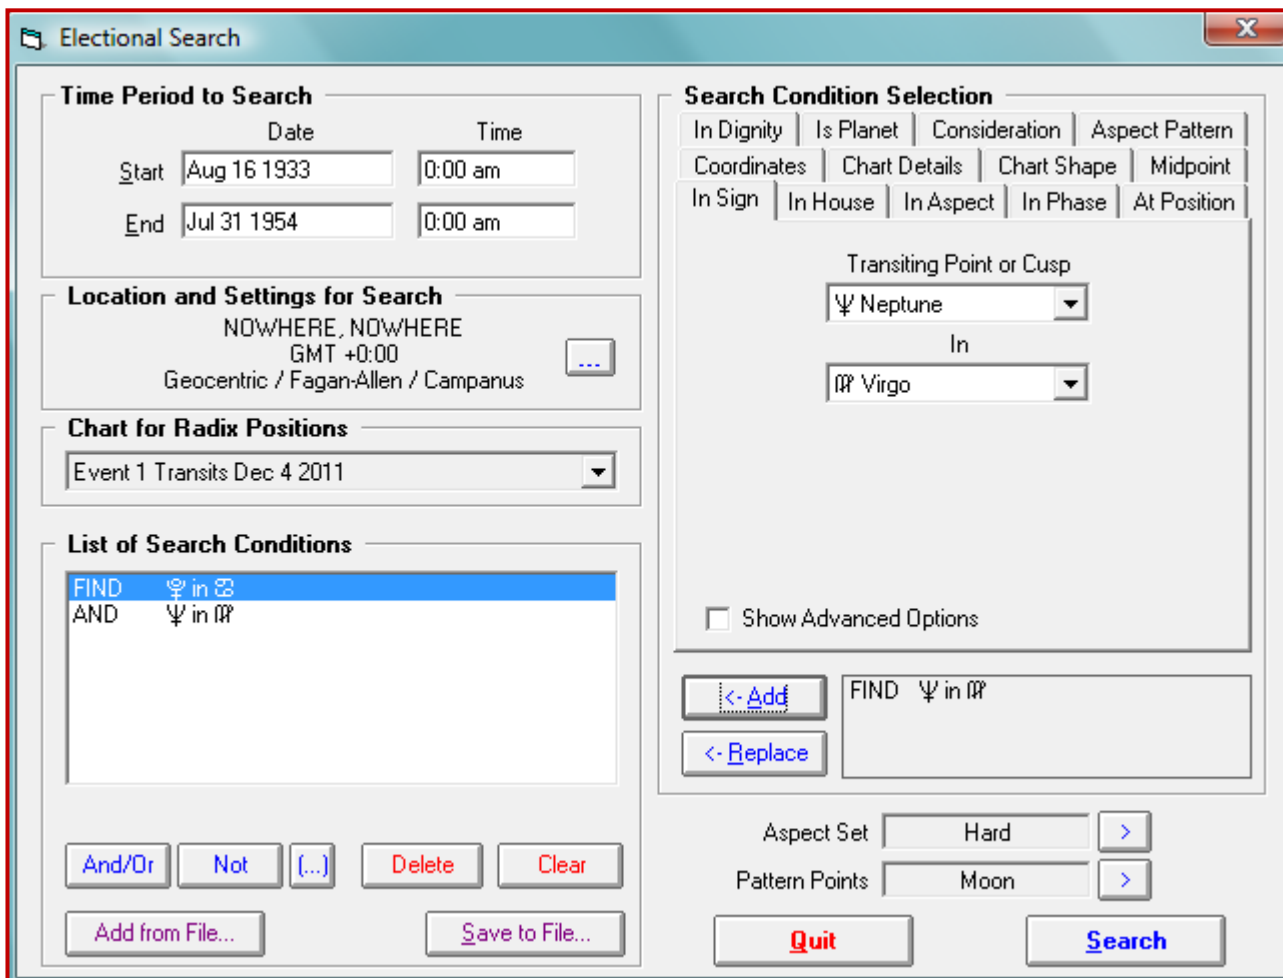 Electional Search
Time Period to Search
Date Time
Start Aug 16 1933 0:00 am
End Jul 31 1954 0:00 am
Location and Settings for Search
NOWHERE, NOWHERE
GMT +0:00
Geocentric / Fagan-Allen / Campanus
...
Chart for Radix Positions
Event 1 Transits Dec 4 2011
List of Search Conditions
FIND ♇ in ♋
AND ♆ in ♍
And/Or Not (...) Delete Clear
Add from File... Save to File...
Search Condition Selection
In Dignity Is Planet Consideration Aspect Pattern
Coordinates Chart Details Chart Shape Midpoint
In Sign In House In Aspect In Phase At Position
Transiting Point or Cusp
♆ Neptune
In
♍ Virgo
Show Advanced Options
<- Add
<- Replace
FIND ♆ in ♍
Aspect Set Hard >
Pattern Points Moon >
Quit Search